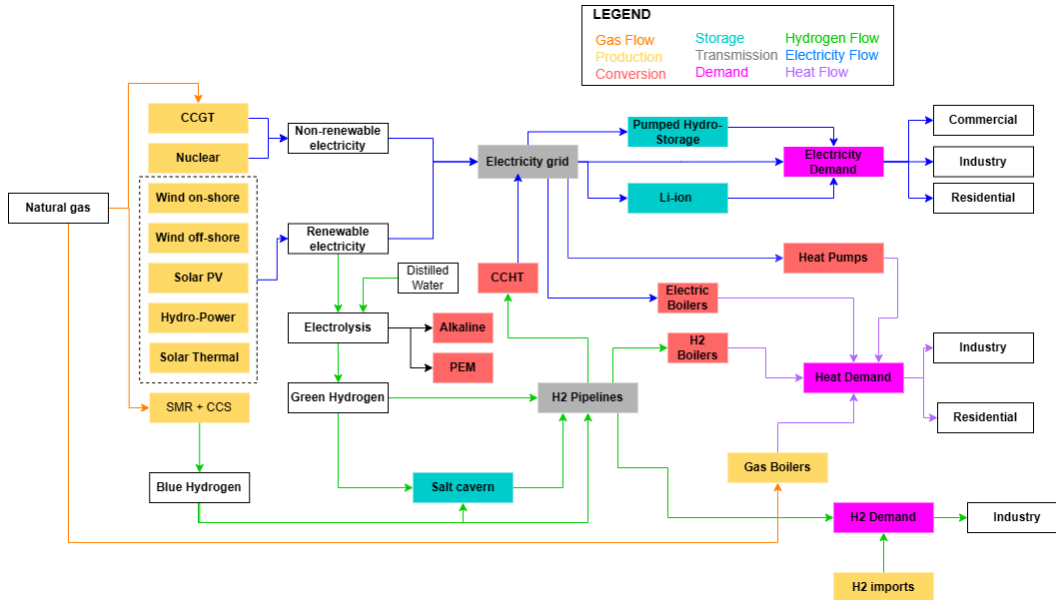 LEGEND
Gas Flow
Storage
Hydrogen Flow
Production
Transmission
Electricity Flow
Conversion
Demand
Heat Flow
CCGT
Nuclear
Natural gas
Wind on-shore
Wind off-shore
Solar PV
Hydro-Power
Solar Thermal
SMR + CCS
Blue Hydrogen
Non-renewable
electricity
Renewable
electricity
Distilled
Water
Electrolysis
Alkaline
PEM
Green Hydrogen
Salt cavern
Electricity grid
CCHT
H2 Pipelines
Pumped Hydro-
Storage
Li-ion
Electricity
Demand
Commercial
Industry
Residential
Heat Pumps
Electric
Boilers
H2
Boilers
Heat Demand
Industry
Residential
Gas Boilers
H2 Demand
Industry
H2 imports